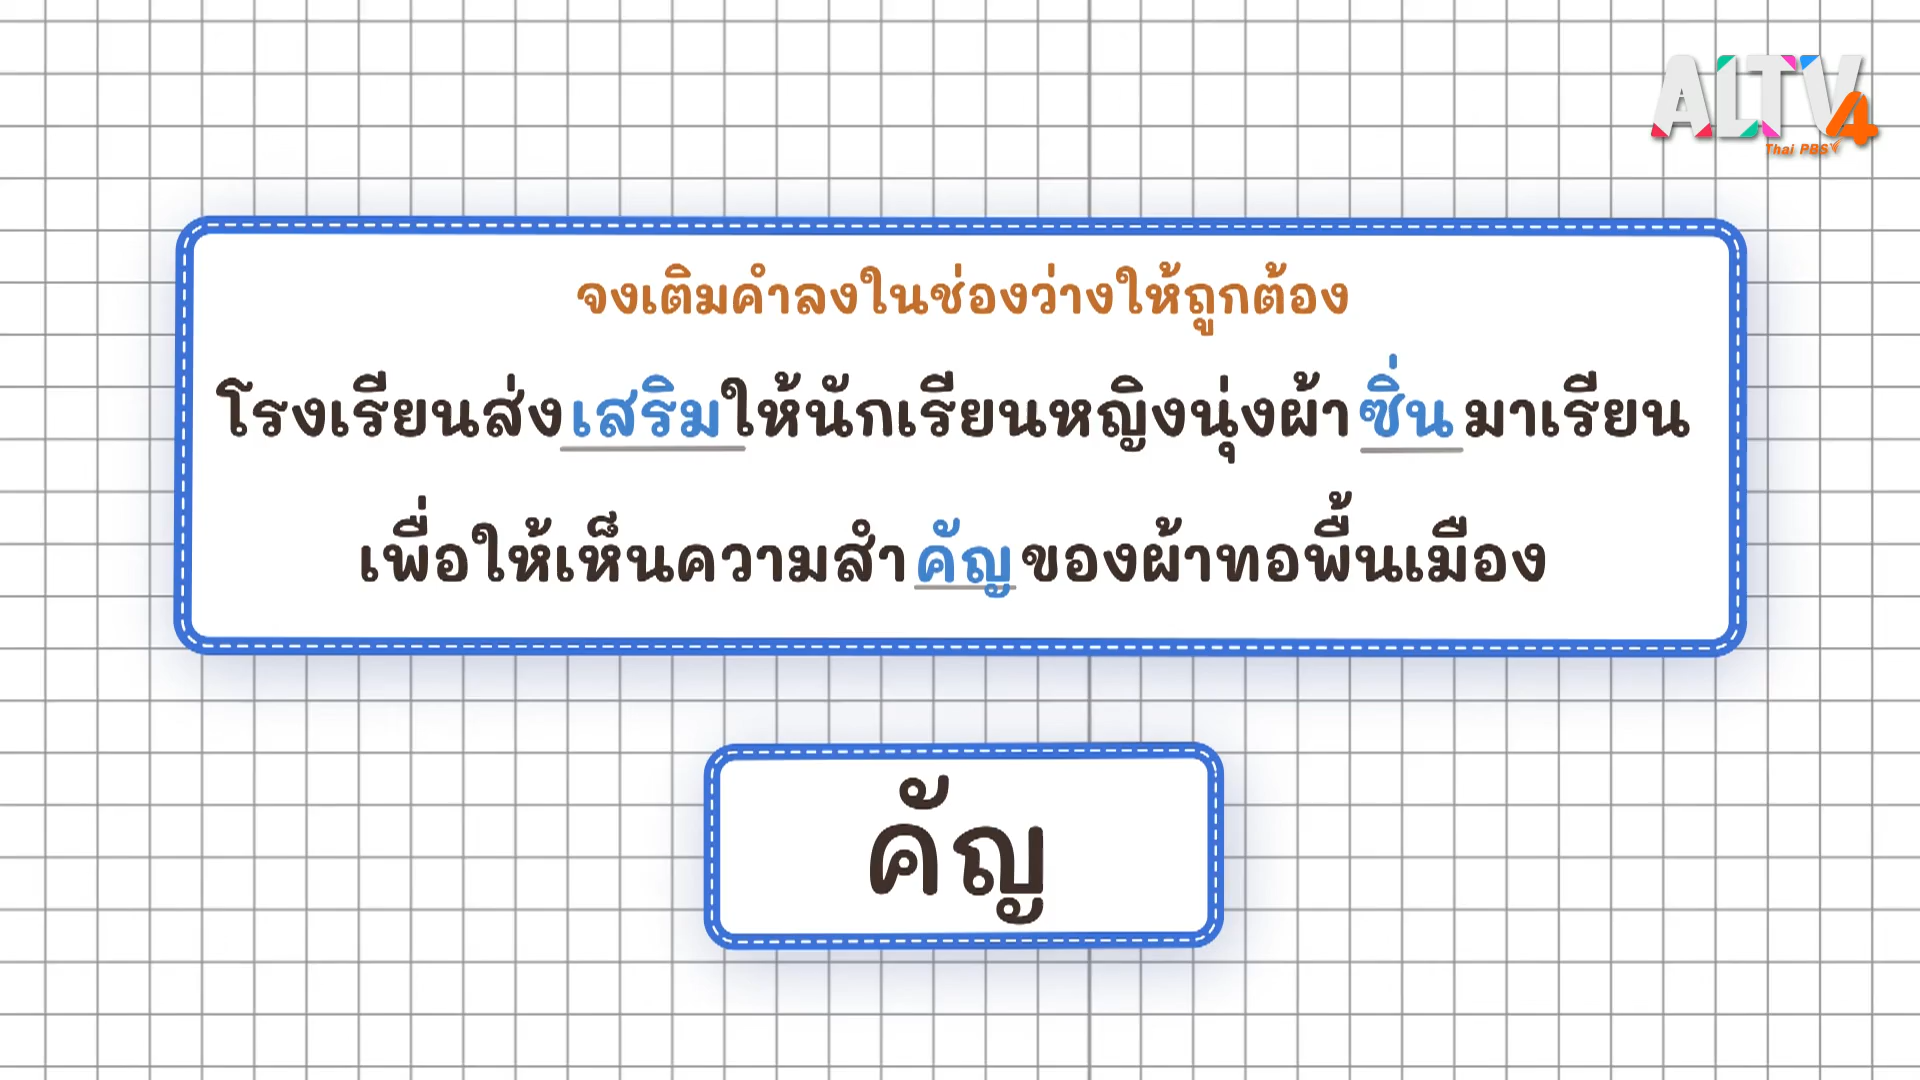 ALTV4
Thai PBS
จงเติมคำลงในช่องว่างให้ถูกต้อง
โรงเรียนส่งเสริมให้นักเรียนหญิงนุ่งผ้าซิ่นมาเรียน
เพื่อให้เห็นความสำคัญของผ้าทอพื้นเมือง
คัญ